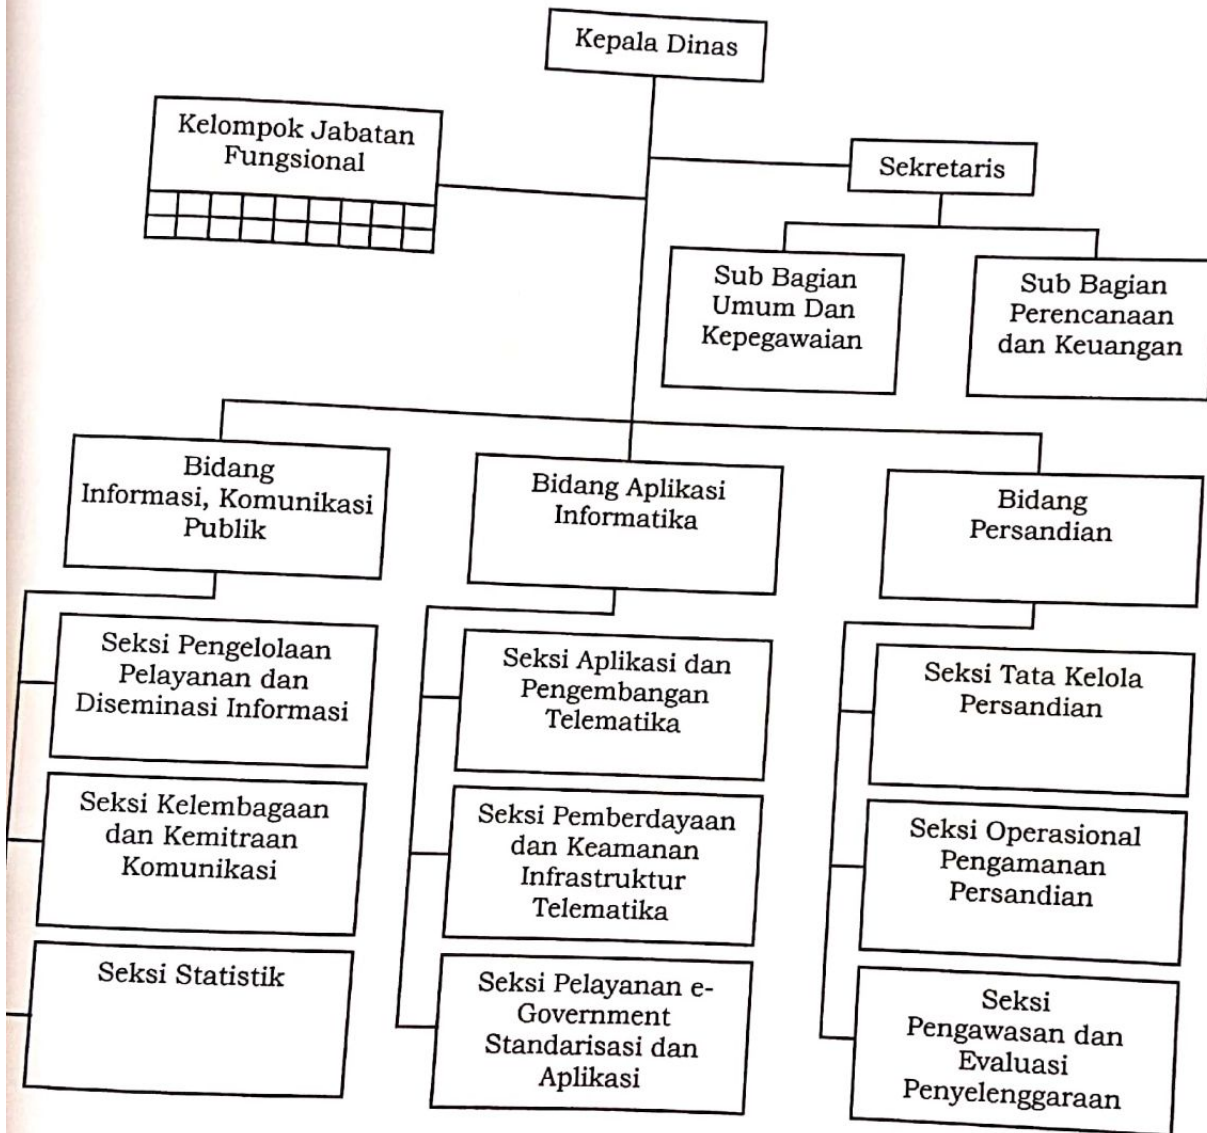 Kepala Dinas
Kelompok Jabatan
Fungsional
Sekretaris
Sub Bagian
Umum Dan
Kepegawaian
Sub Bagian
Perencanaan
dan Keuangan
Bidang
Informasi, Komunikasi
Publik
Bidang Aplikasi
Informatika
Bidang
Persandian
Seksi Pengelolaan
Pelayanan dan
Diseminasi Informasi
Seksi Aplikasi dan
Pengembangan
Telematika
Seksi Tata Kelola
Persandian
Seksi Kelembagaan
dan Kemitraan
Komunikasi
Seksi Pemberdayaan
dan Keamanan
Infrastruktur
Telematika
Seksi Operasional
Pengamanan
Persandian
Seksi Statistik
Seksi Pelayanan e-
Government
Standarisasi dan
Aplikasi
Seksi
Pengawasan dan
Evaluasi
Penyelenggaraan